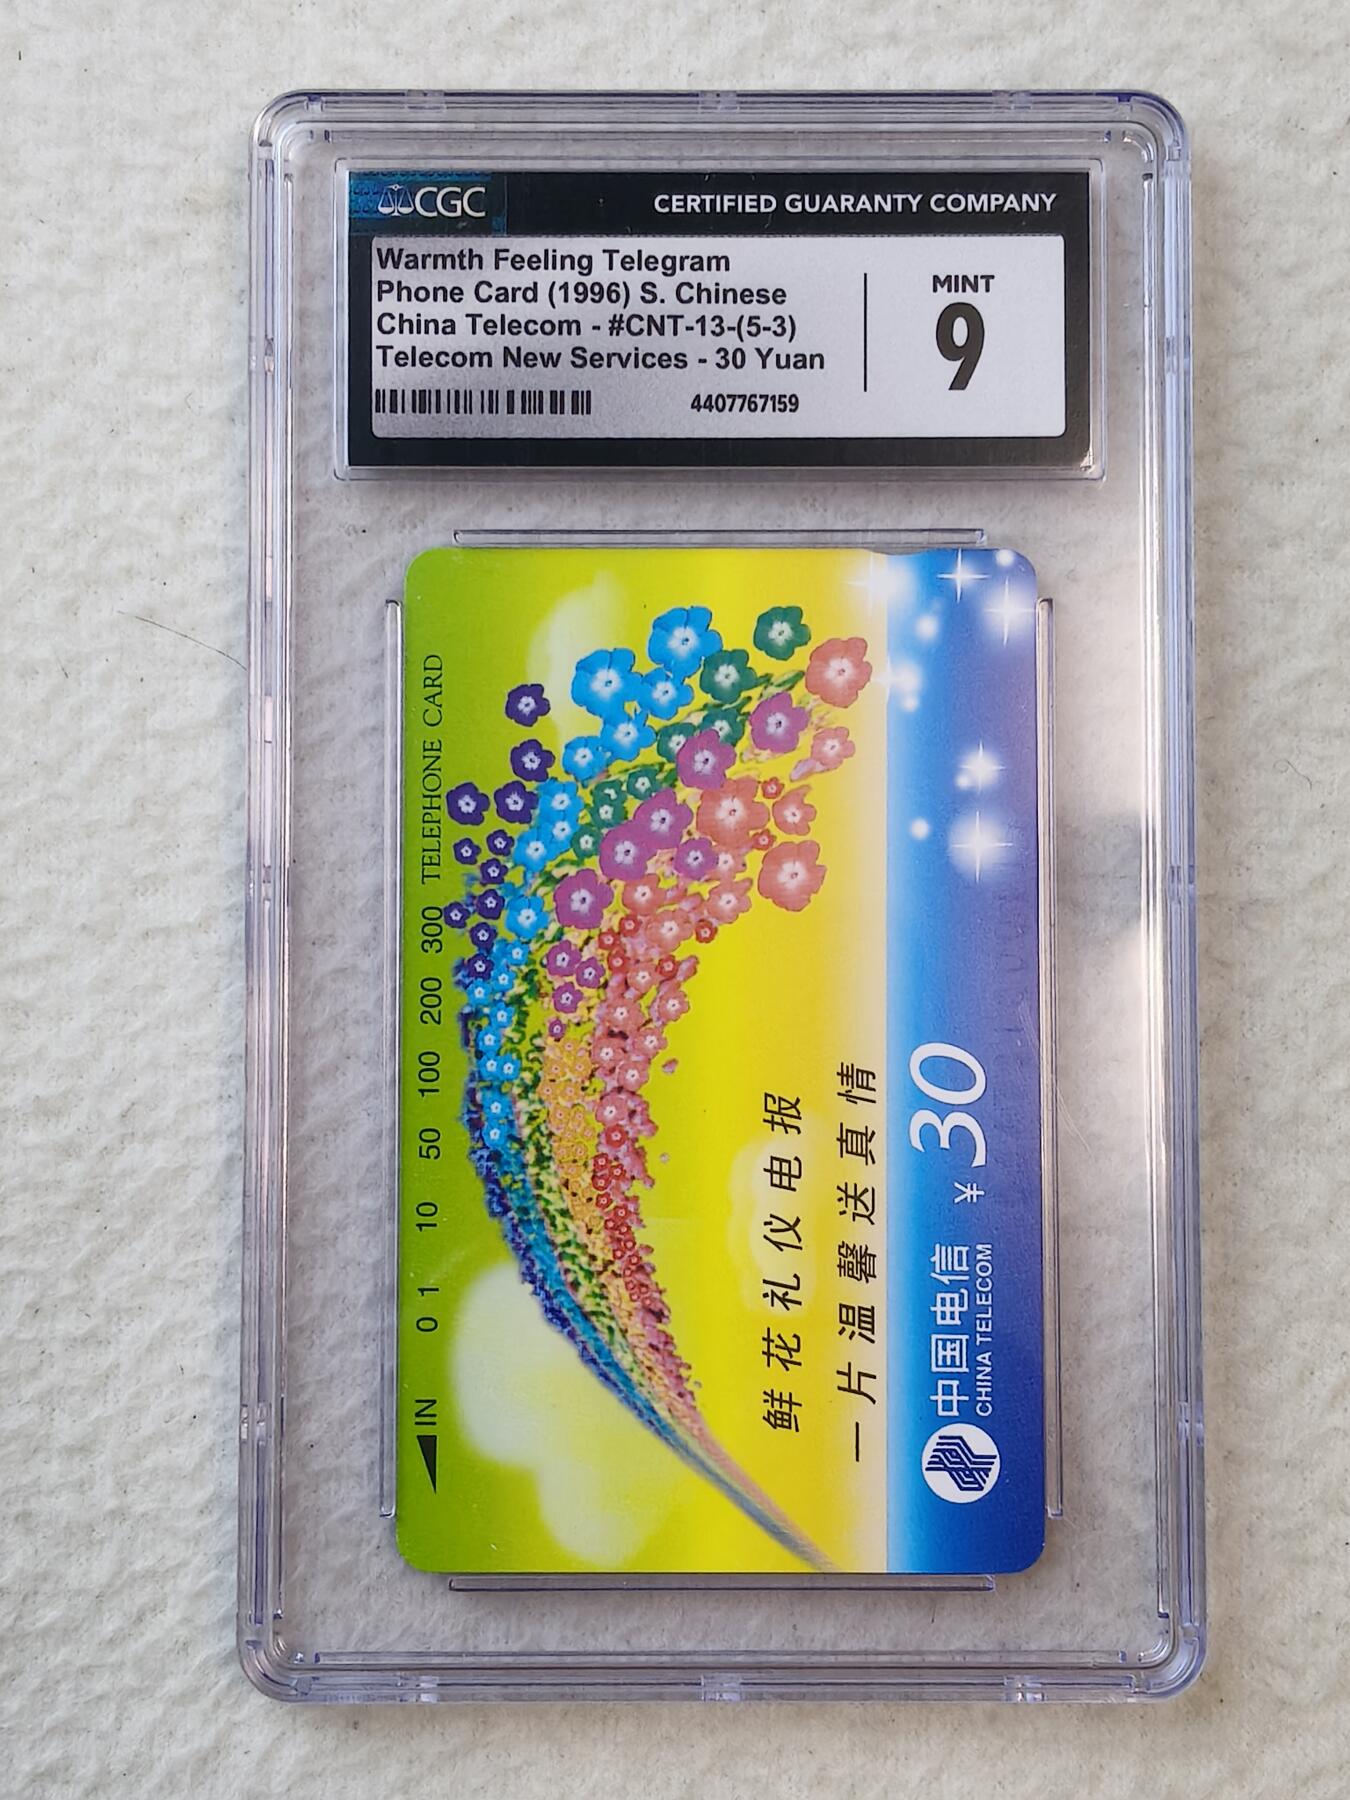 CGC
CERTIFIED GUARANTY COMPANY
Warmth Feeling Telegram
Phone Card (1996) S. Chinese
China Telecom - #CNT-13-(5-3)
Telecom New Services - 30 Yuan
4407767159
MINT
9
IN 0 1 10 50 100 200 300 TELEPHONE CARD
鲜花礼仪电报
一片温馨送真情
中国电信
CHINA TELECOM
¥30